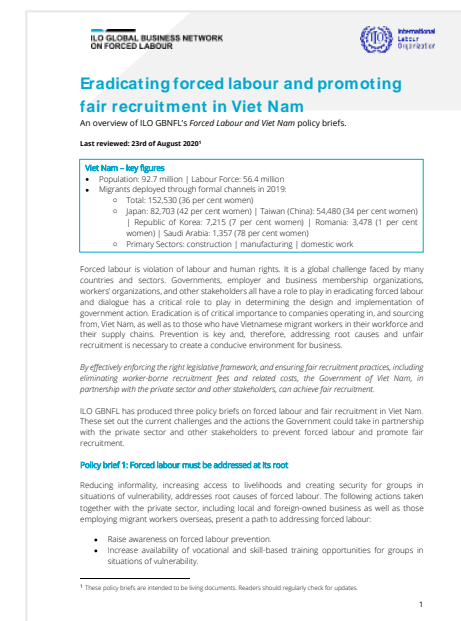 ILO GLOBAL BUSINESS NETWORK
ON FORCED LABOUR
International
Labour
Organization
Eradicating forced labour and promoting
fair recruitment in Viet Nam
An overview of ILO GBNFL's Forced Labour and Viet Nam policy briefs.
Last reviewed: 23rd of August 2020¹
Viet Nam – key figures
• Population: 92.7 million | Labour Force: 56.4 million
• Migrants deployed through formal channels in 2019:
o Total: 152,530 (36 per cent women)
o Japan: 82,703 (42 per cent women) | Taiwan (China): 54,480 (34 per cent women)
| Republic of Korea: 7,215 (7 per cent women) | Romania: 3,478 (1 per cent
women) | Saudi Arabia: 1,357 (78 per cent women)
o Primary Sectors: construction | manufacturing | domestic work
Forced labour is violation of labour and human rights. It is a global challenge faced by many
countries and sectors. Governments, employer and business membership organizations,
workers' organizations, and other stakeholders all have a role to play in eradicating forced labour
and dialogue has a critical role to play in determining the design and implementation of
government action. Eradication is of critical importance to companies operating in, and sourcing
from, Viet Nam, as well as to those who have Vietnamese migrant workers in their workforce and
their supply chains. Prevention is key and, therefore, addressing root causes and unfair
recruitment is necessary to create a conducive environment for business.
By effectively enforcing the right legislative framework, and ensuring fair recruitment practices, including
eliminating worker-borne recruitment fees and related costs, the Government of Viet Nam, in
partnership with the private sector and other stakeholders, can achieve fair recruitment.
ILO GBNFL has produced three policy briefs on forced labour and fair recruitment in Viet Nam.
These set out the current challenges and the actions the Government could take in partnership
with the private sector and other stakeholders to prevent forced labour and promote fair
recruitment.
Policy brief 1: Forced labour must be addressed at its root
Reducing informality, increasing access to livelihoods and creating security for groups in
situations of vulnerability, addresses root causes of forced labour. The following actions taken
together with the private sector, including local and foreign-owned business as well as those
employing migrant workers overseas, present a path to addressing forced labour:
• Raise awareness on forced labour prevention.
• Increase availability of vocational and skill-based training opportunities for groups in
situations of vulnerability.
¹ These policy briefs are intended to be living documents. Readers should regularly check for updates.
1